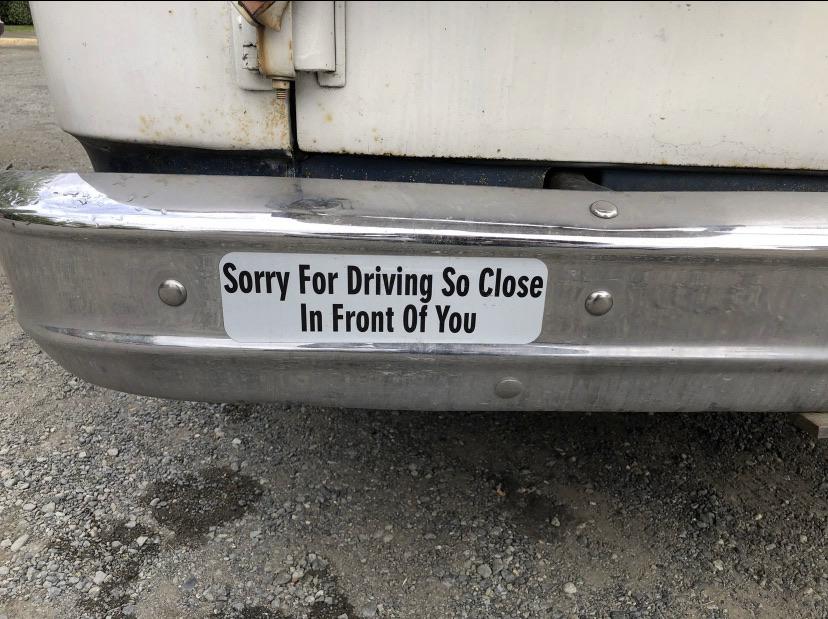 Sorry For Driving So Close
In Front Of You